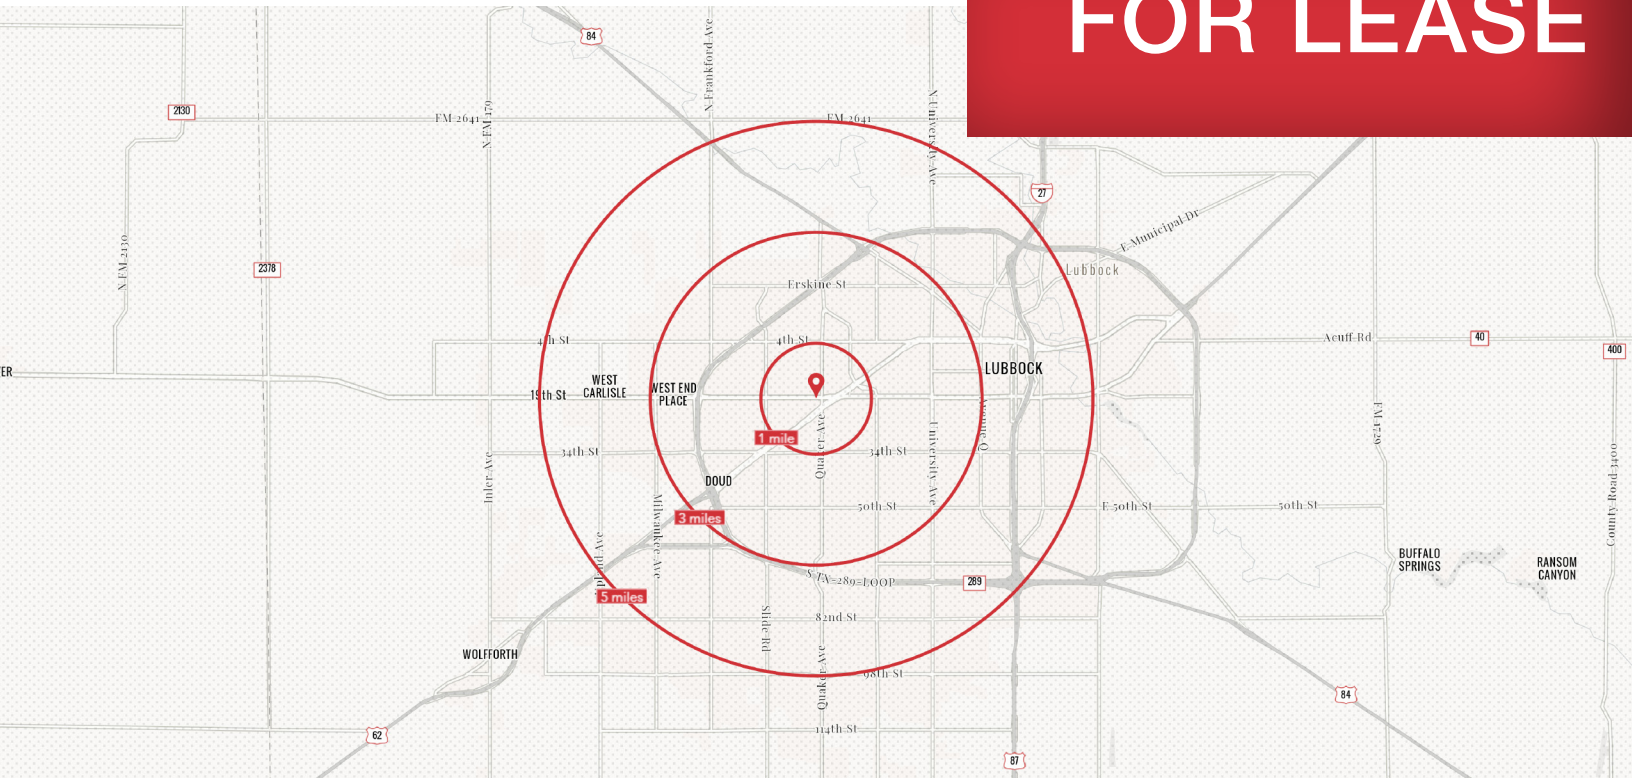 FOR LEASE
84
N Frankford Ave
2130
FM 2641
N FM 179
FM 2641
N University Ave
27
N FM 2130
2378
E Municipal Dr
Lubbock
Erskine St
4th St
4th St
Acuff Rd
40
400
LUBBOCK
WEST
CARLISLE
WEST END
PLACE
19th St
1 mile
Quaker Ave
34th St
34th St
University Ave
Avenue Q
FM 1729
County Road 3400
Inler Ave
DOUD
Milwaukee Ave
3 miles
50th St
E 50th St
50th St
BUFFALO
SPRINGS
RANSOM
CANYON
S TX-289-LOOP
289
5 miles
82nd St
Slide Rd
WOLFFORTH
Quaker Ave
98th St
84
62
114th St
87